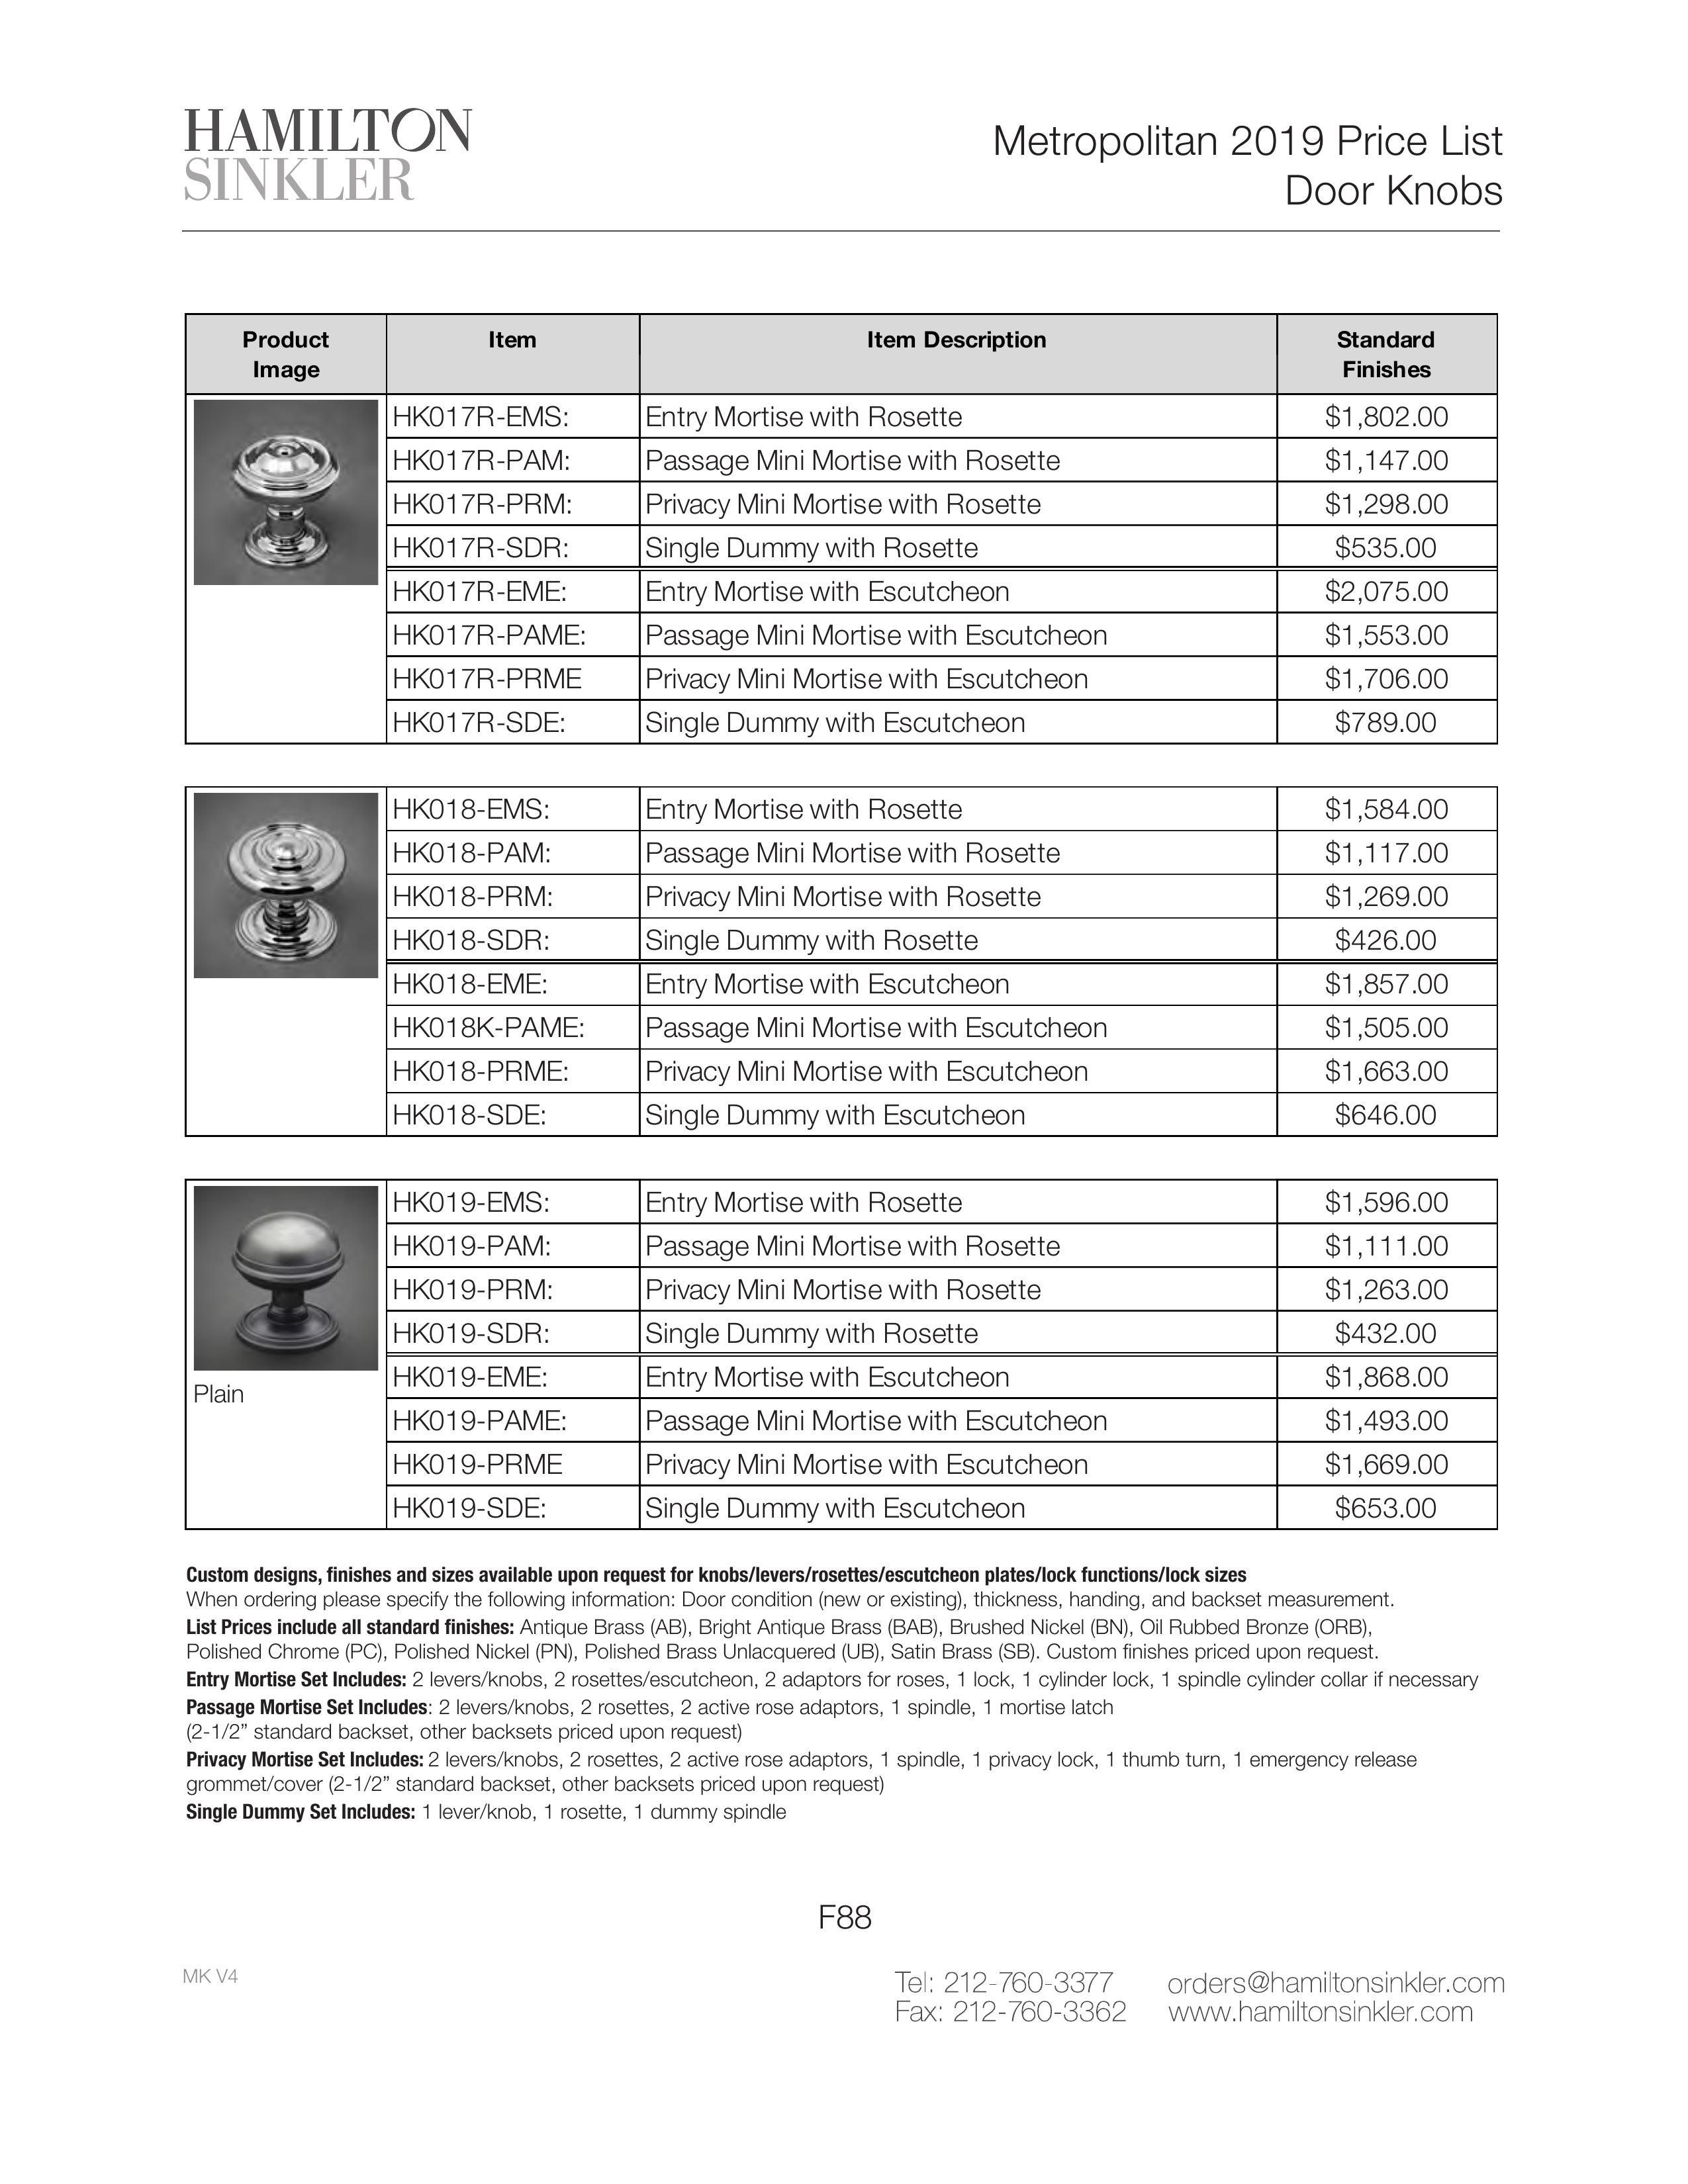 HAMILTON
SINKLER
Metropolitan 2019 Price List
Door Knobs
Product Image Item Item Description Standard Finishes
HK017R-EMS: Entry Mortise with Rosette $1,802.00
HK017R-PAM: Passage Mini Mortise with Rosette $1,147.00
HK017R-PRM: Privacy Mini Mortise with Rosette $1,298.00
HK017R-SDR: Single Dummy with Rosette $535.00
HK017R-EME: Entry Mortise with Escutcheon $2,075.00
HK017R-PAME: Passage Mini Mortise with Escutcheon $1,553.00
HK017R-PRME Privacy Mini Mortise with Escutcheon $1,706.00
HK017R-SDE: Single Dummy with Escutcheon $789.00
HK018-EMS: Entry Mortise with Rosette $1,584.00
HK018-PAM: Passage Mini Mortise with Rosette $1,117.00
HK018-PRM: Privacy Mini Mortise with Rosette $1,269.00
HK018-SDR: Single Dummy with Rosette $426.00
HK018-EME: Entry Mortise with Escutcheon $1,857.00
HK018K-PAME: Passage Mini Mortise with Escutcheon $1,505.00
HK018-PRME: Privacy Mini Mortise with Escutcheon $1,663.00
HK018-SDE: Single Dummy with Escutcheon $646.00
HK019-EMS: Entry Mortise with Rosette $1,596.00
HK019-PAM: Passage Mini Mortise with Rosette $1,111.00
HK019-PRM: Privacy Mini Mortise with Rosette $1,263.00
HK019-SDR: Single Dummy with Rosette $432.00
Plain
HK019-EME: Entry Mortise with Escutcheon $1,868.00
HK019-PAME: Passage Mini Mortise with Escutcheon $1,493.00
HK019-PRME Privacy Mini Mortise with Escutcheon $1,669.00
HK019-SDE: Single Dummy with Escutcheon $653.00
Custom designs, finishes and sizes available upon request for knobs/levers/rosettes/escutcheon plates/lock functions/lock sizes
When ordering please specify the following information: Door condition (new or existing), thickness, handing, and backset measurement.
List Prices include all standard finishes: Antique Brass (AB), Bright Antique Brass (BAB), Brushed Nickel (BN), Oil Rubbed Bronze (ORB),
Polished Chrome (PC), Polished Nickel (PN), Polished Brass Unlacquered (UB), Satin Brass (SB). Custom finishes priced upon request.
Entry Mortise Set Includes: 2 levers/knobs, 2 rosettes/escutcheon, 2 adaptors for roses, 1 lock, 1 cylinder lock, 1 spindle cylinder collar if necessary
Passage Mortise Set Includes: 2 levers/knobs, 2 rosettes, 2 active rose adaptors, 1 spindle, 1 mortise latch
(2-1/2” standard backset, other backsets priced upon request)
Privacy Mortise Set Includes: 2 levers/knobs, 2 rosettes, 2 active rose adaptors, 1 spindle, 1 privacy lock, 1 thumb turn, 1 emergency release
grommet/cover (2-1/2” standard backset, other backsets priced upon request)
Single Dummy Set Includes: 1 lever/knob, 1 rosette, 1 dummy spindle
F88
MK V4
Tel: 212-760-3377 orders@hamiltonsinkler.com
Fax: 212-760-3362 www.hamiltonsinkler.com